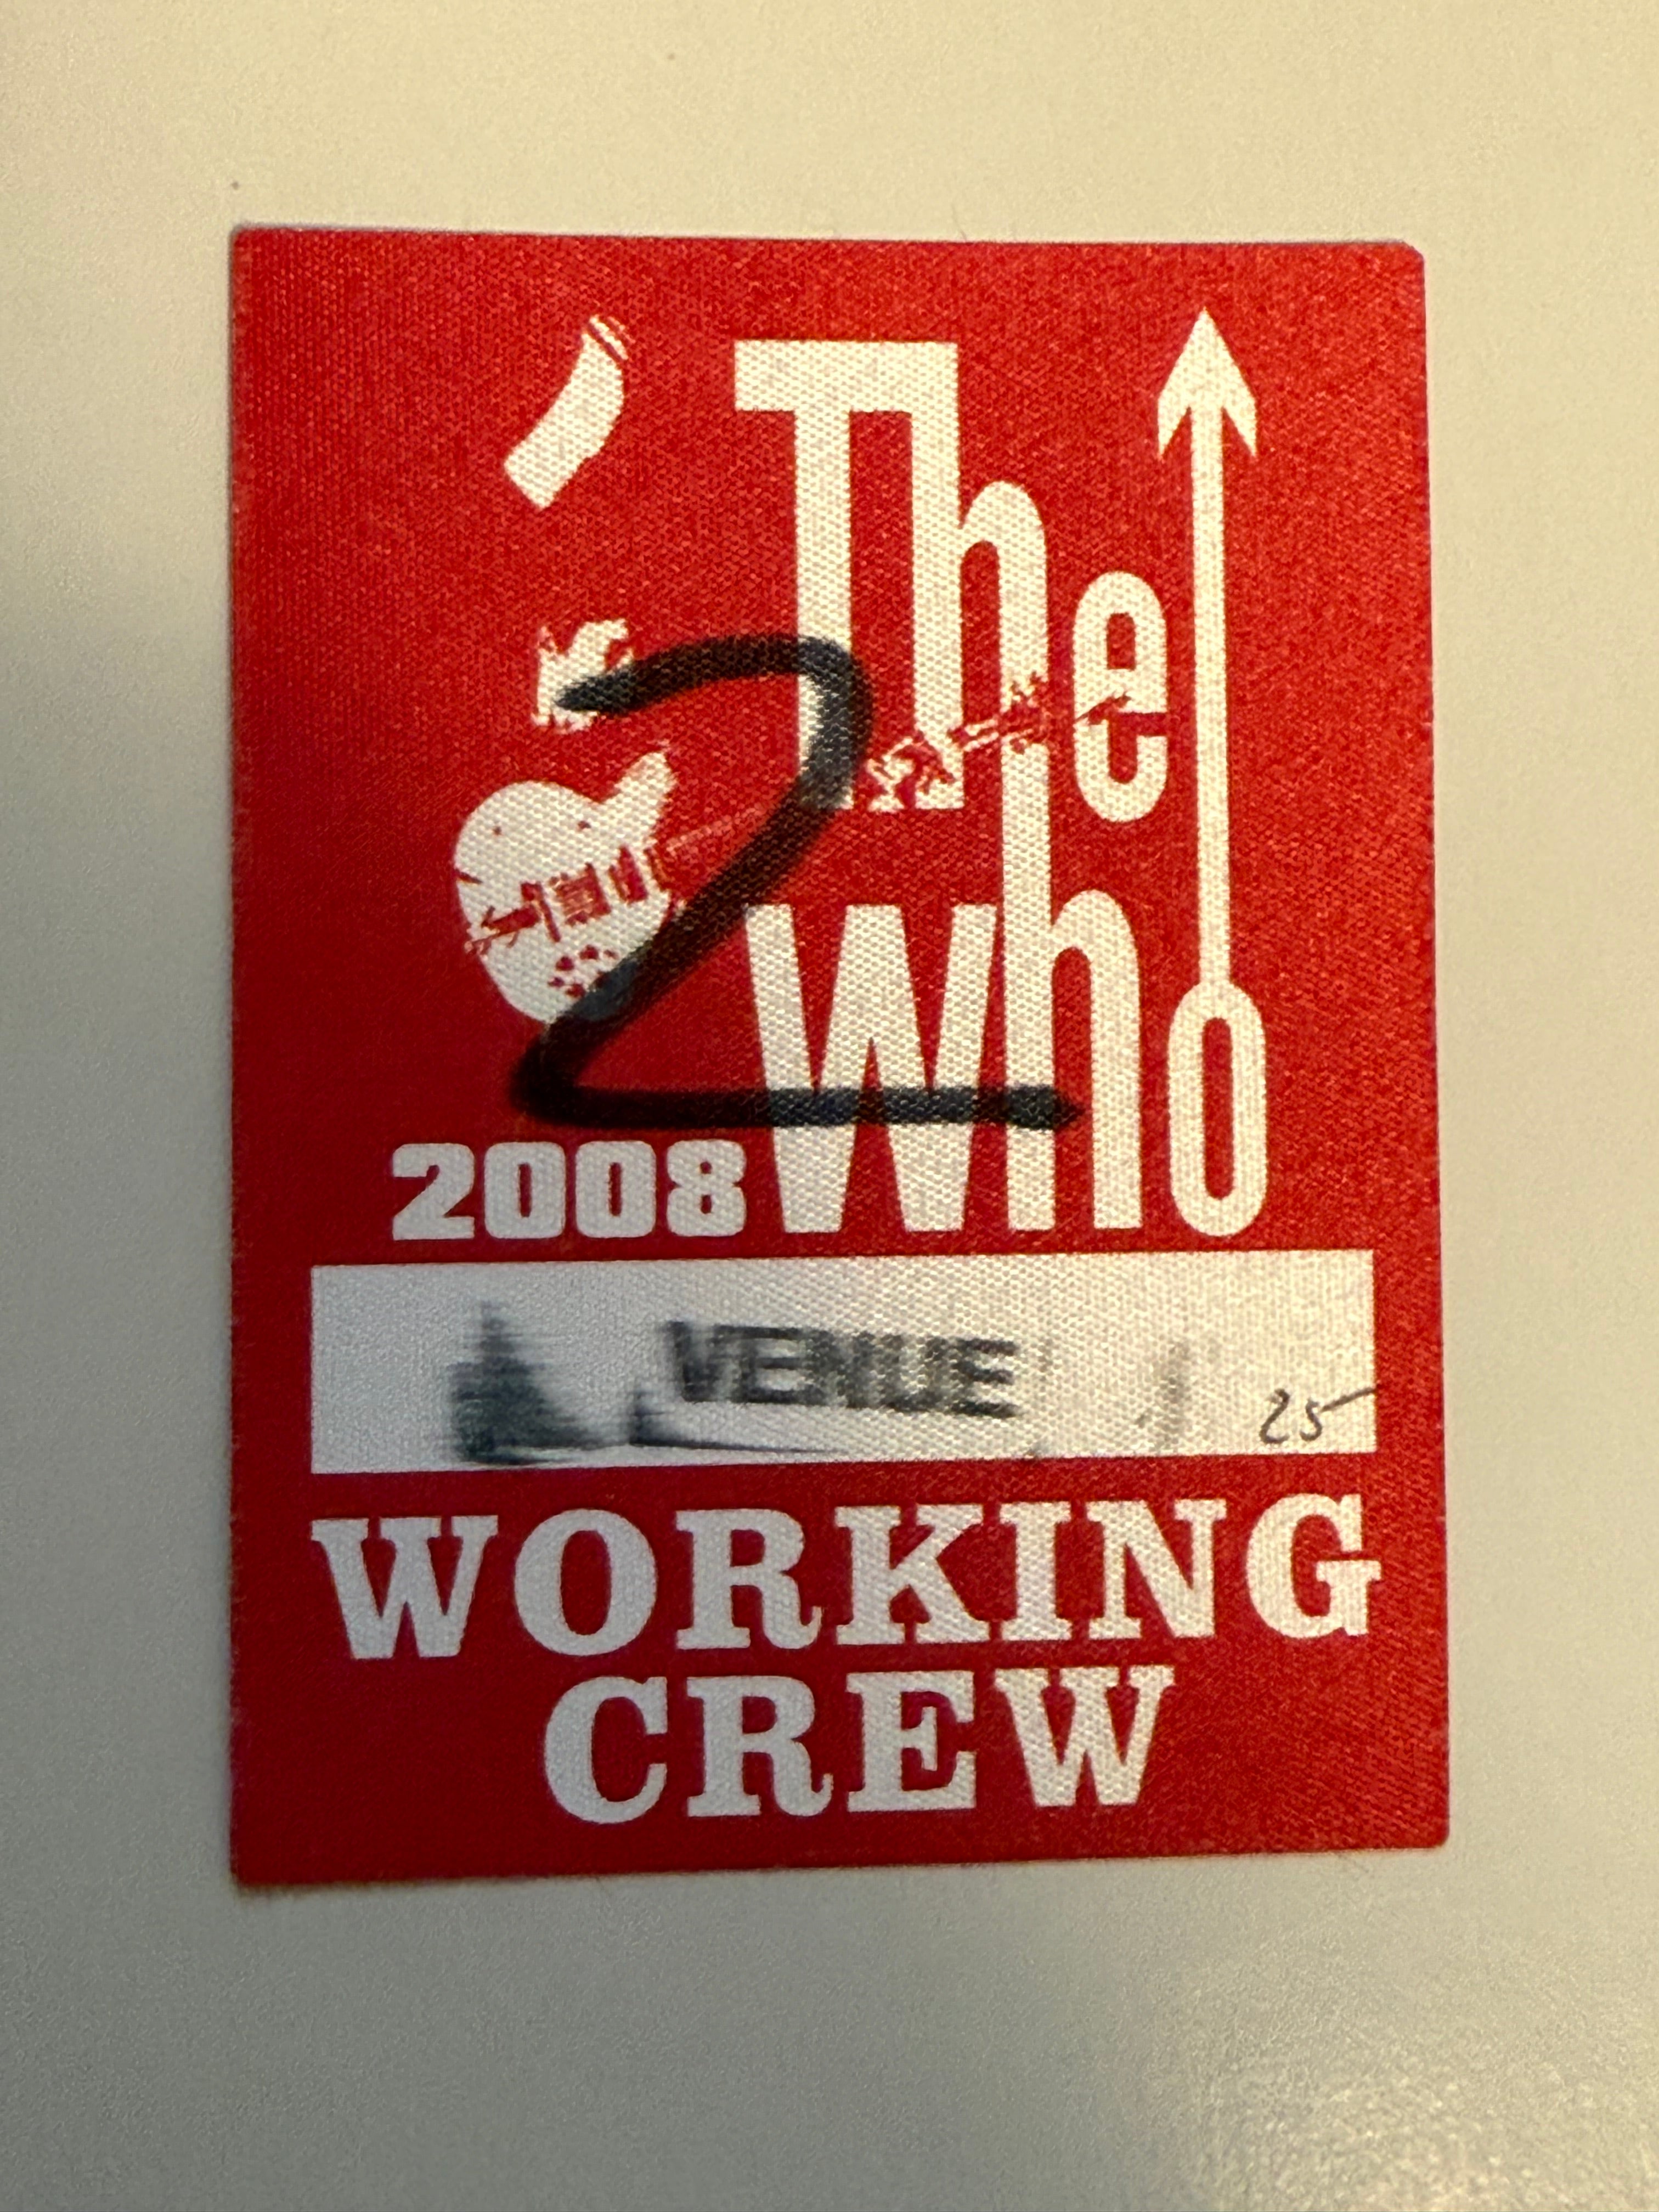 The
Who
2
2008
VENUE
25
WORKING
CREW